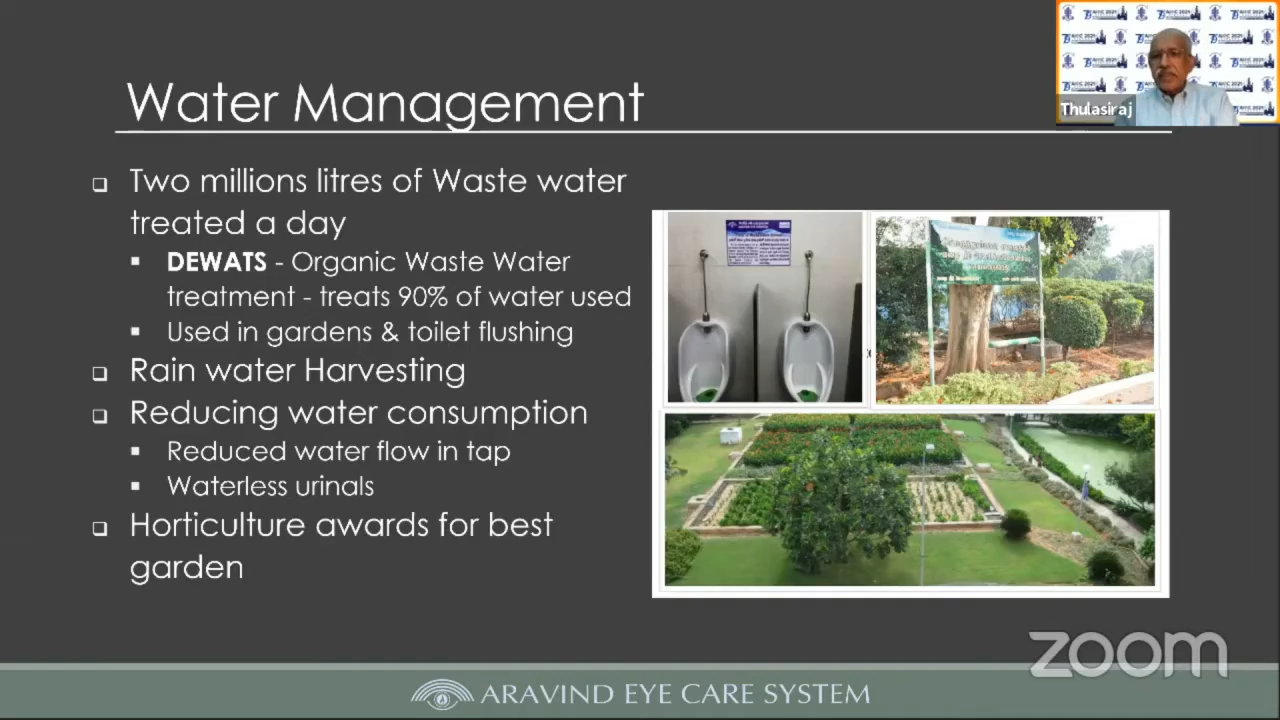 Water Management
Thulasiraj
❑ Two millions litres of Waste water
treated a day
▪ DEWATS - Organic Waste Water
treatment - treats 90% of water used
▪ Used in gardens & toilet flushing
❑ Rain water Harvesting
❑ Reducing water consumption
▪ Reduced water flow in tap
▪ Waterless urinals
❑ Horticulture awards for best
garden
zoom
ARAVIND EYE CARE SYSTEM